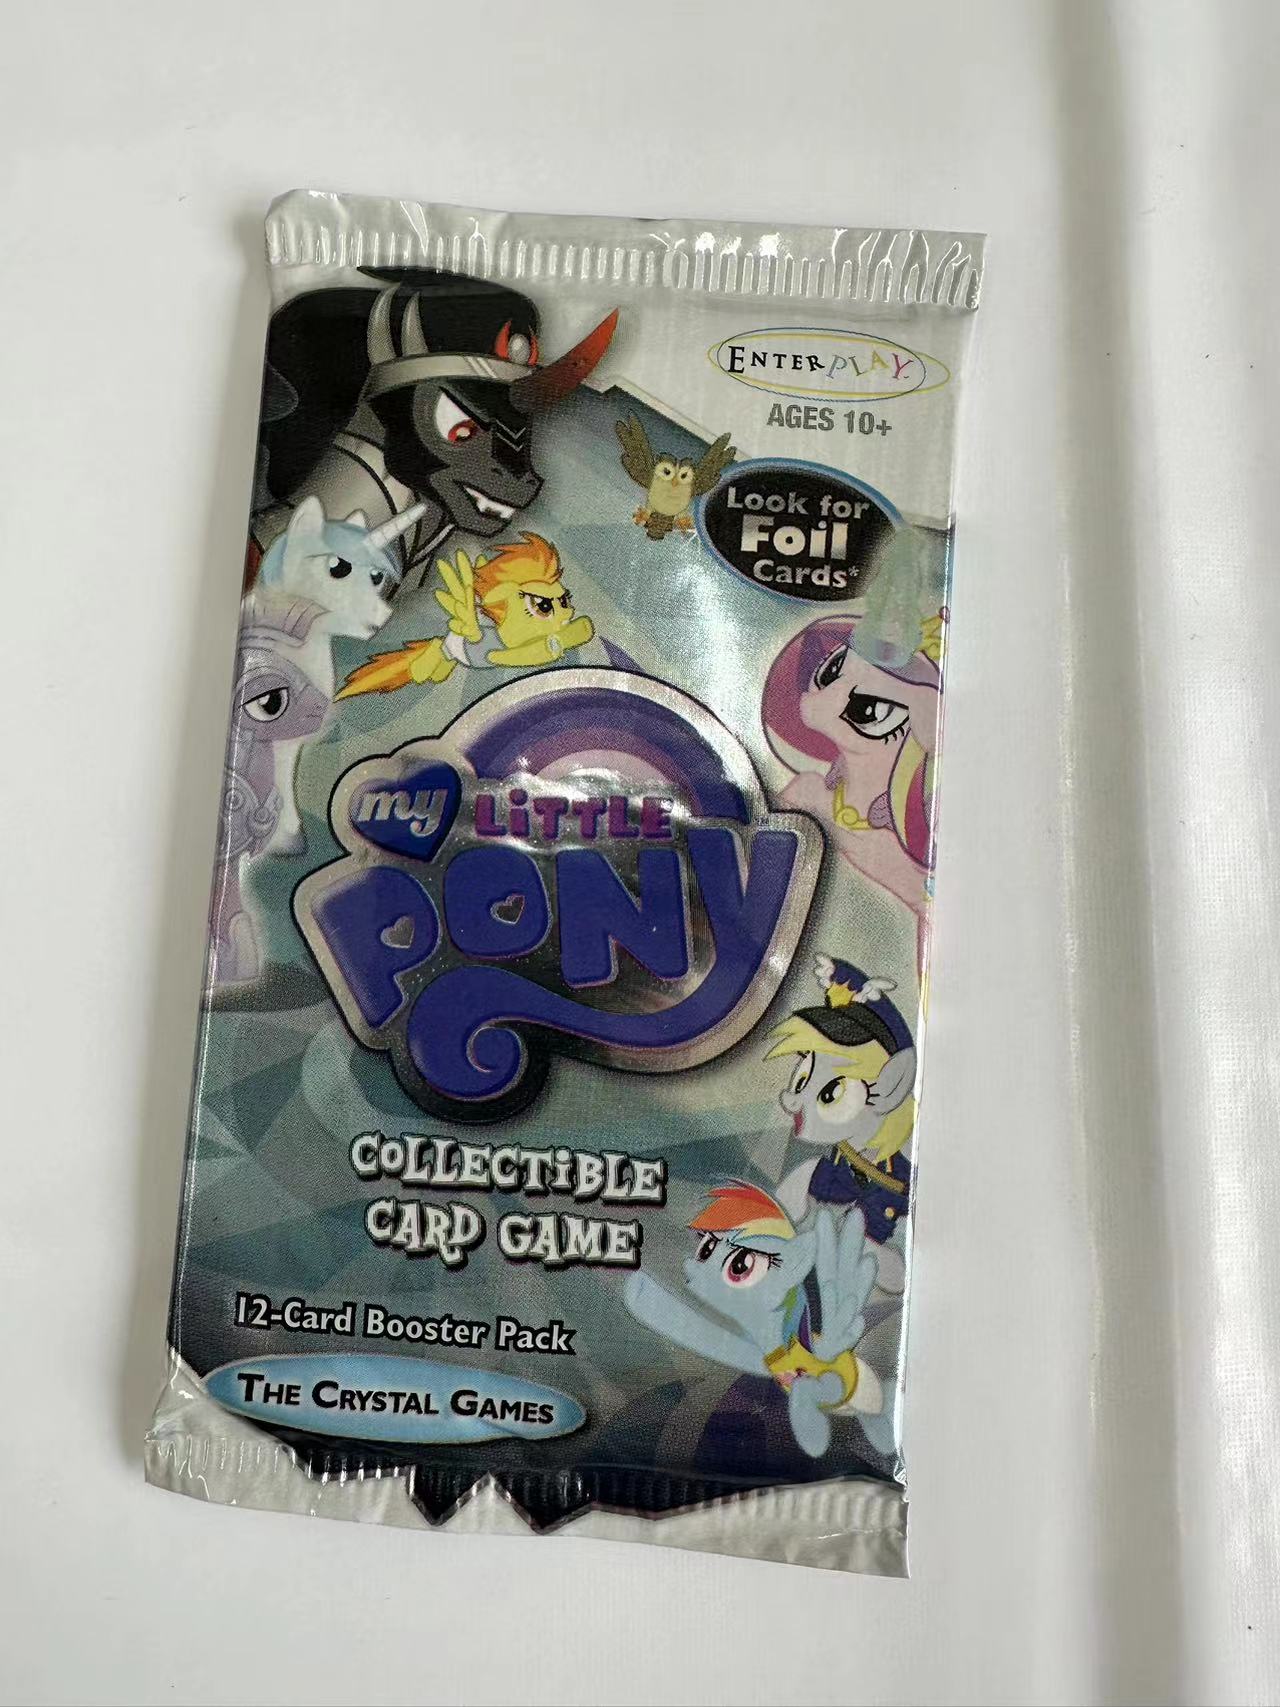 ENTERPLAY
AGES 10+
Look for
Foil
Cards*
my LiTTLE
PONY
COLLECTiBLE
CARD GAME
12-Card Booster Pack
THE CRYSTAL GAMES